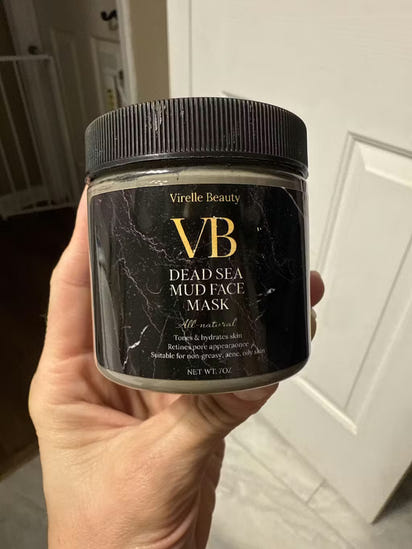 Virelle Beauty
VB
DEAD SEA
MUD FACE
MASK
All-natural
Tones & hydrates skin
Refines pore appearance
Suitable for non-greasy, acne, oily skin
NET WT. 7OZ